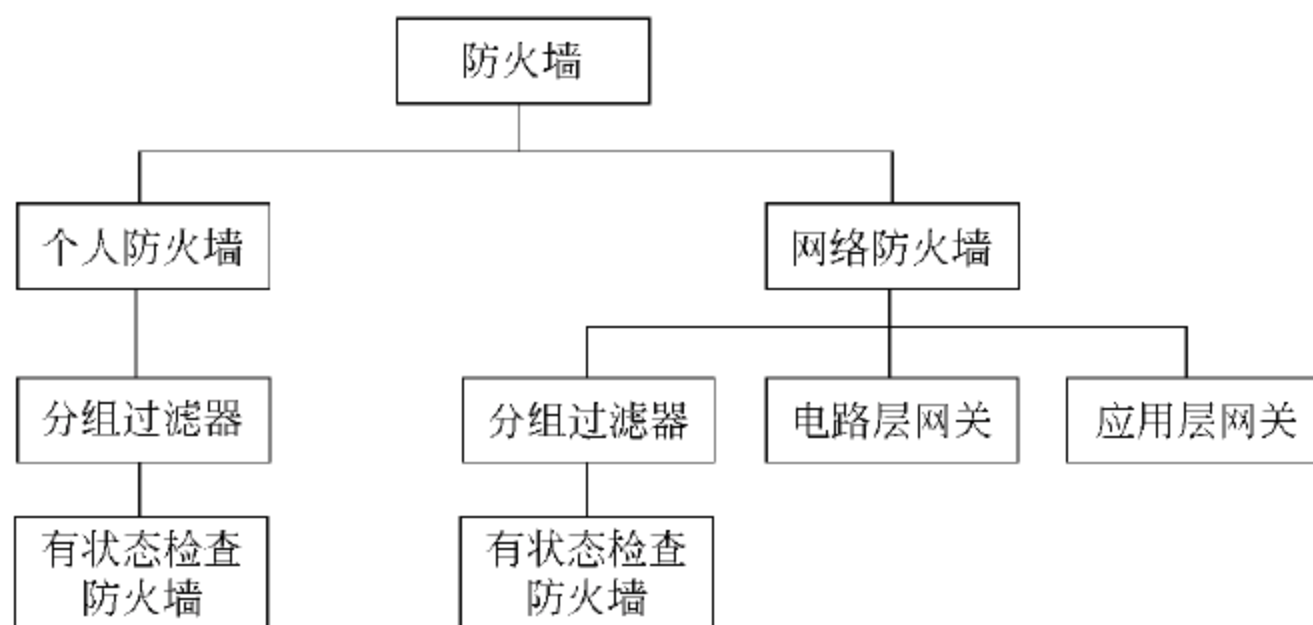 防火墙
个人防火墙
网络防火墙
分组过滤器
分组过滤器
电路层网关
应用层网关
有状态检查
防火墙
有状态检查
防火墙